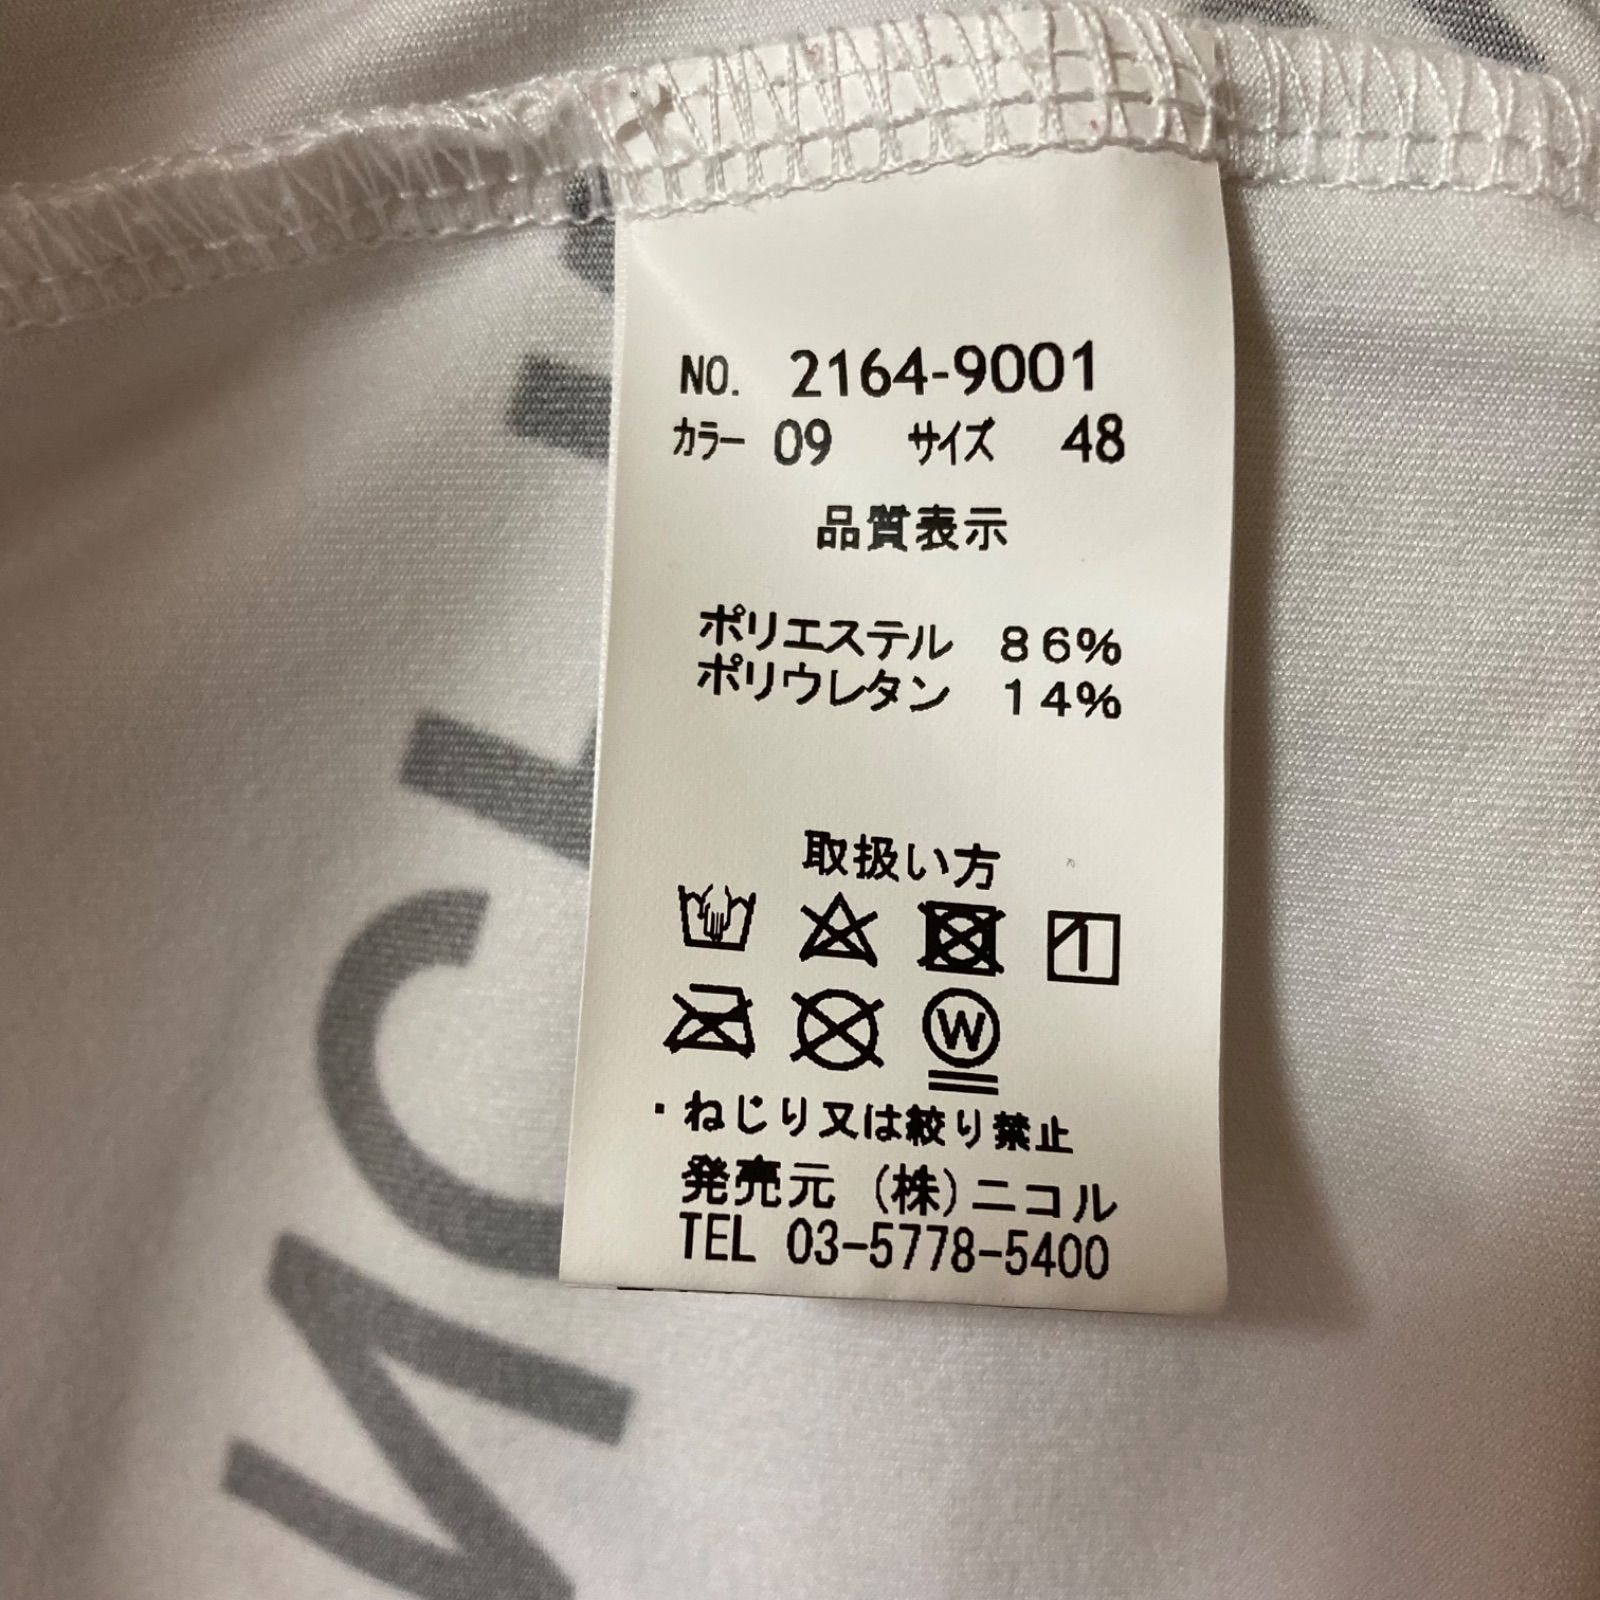 NO. 2164-9001
カラー 09 サイズ 48
品質表示
ポリエステル 86%
ポリウレタン 14%
取扱い方
W
・ねじり又は絞り禁止
発売元 (株)ニコル
TEL 03-5778-5400